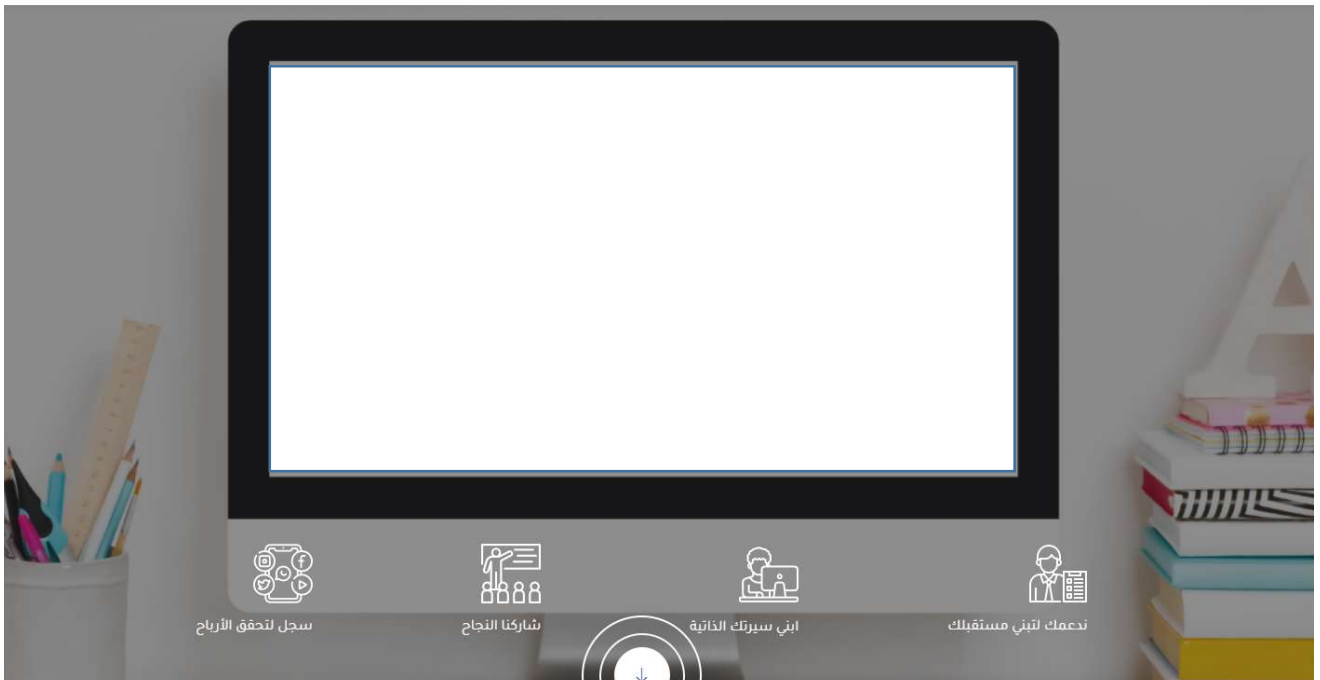 ندعمك لتبني مستقبلك
ابني سيرتك الذاتية
شاركنا النجاح
سجل لتحقق الأرباح